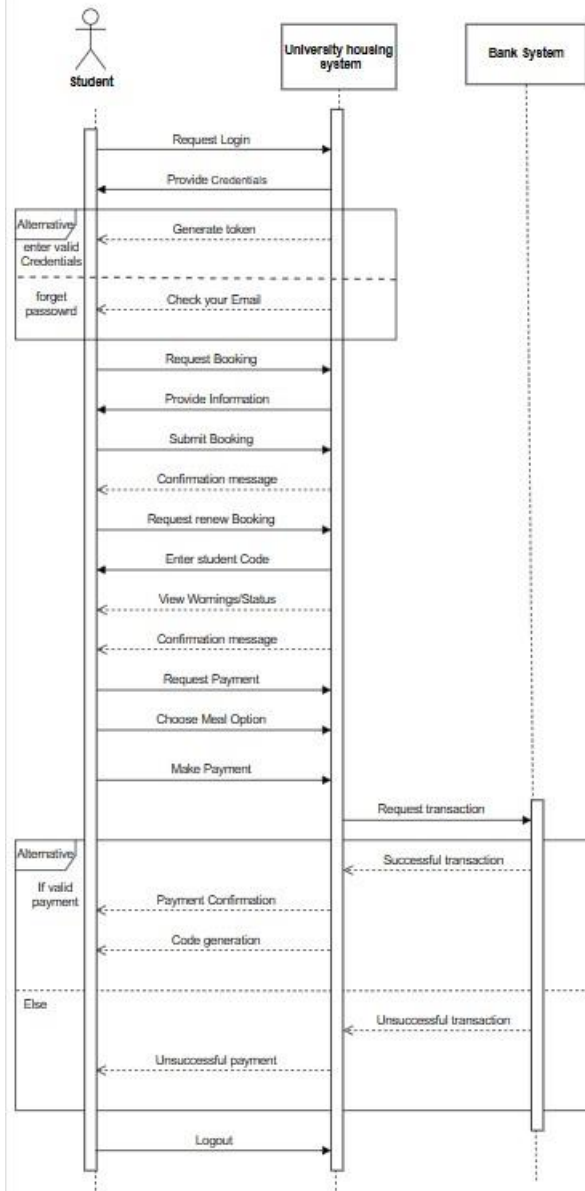 Student
University housing
system
Bank System
Request Login
Provide Credentials
Alternative
Generate token
enter valid
Credentials
forget
passowrd
Check your Email
Request Booking
Provide Information
Submit Booking
Confirmation message
Request renew Booking
Enter student Code
View Wornings/Status
Confirmation message
Request Payment
Choose Meal Option
Make Payment
Request transaction
Alternative
Successful transaction
If valid
payment
Payment Confirmation
Code generation
Else
Unsuccessful transaction
Unsuccessful payment
Logout